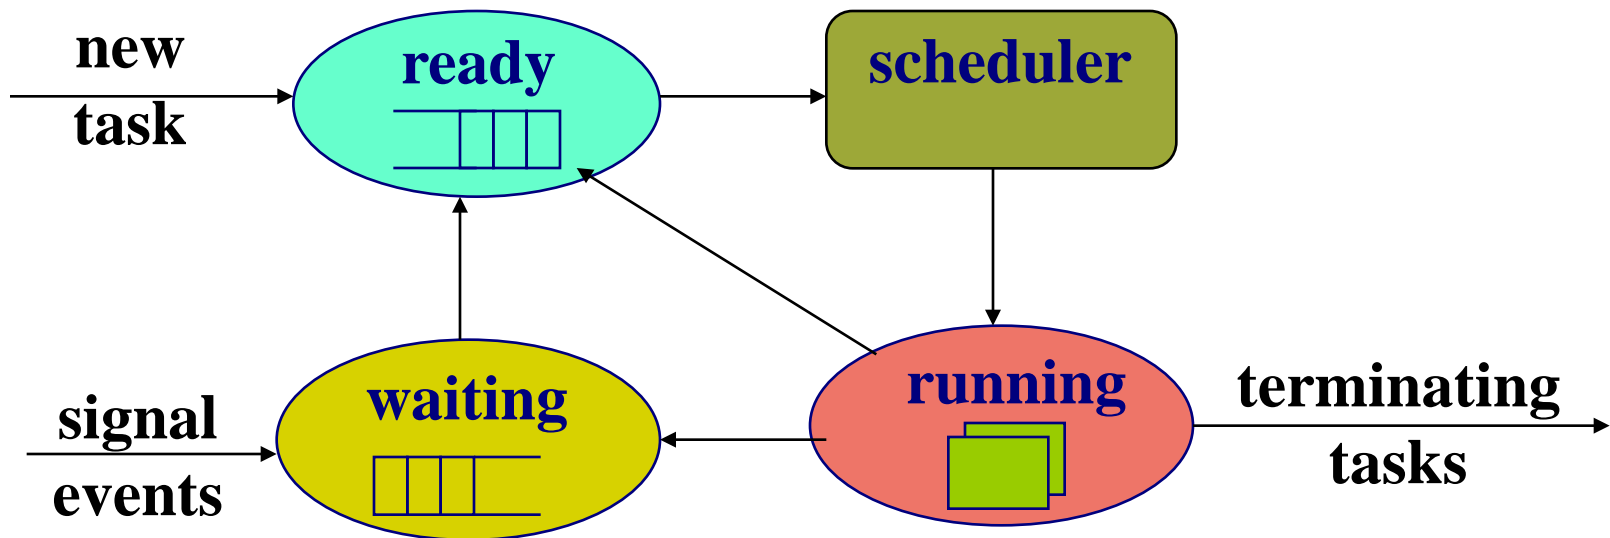 new
task
ready
scheduler
signal
events
waiting
running
terminating
tasks